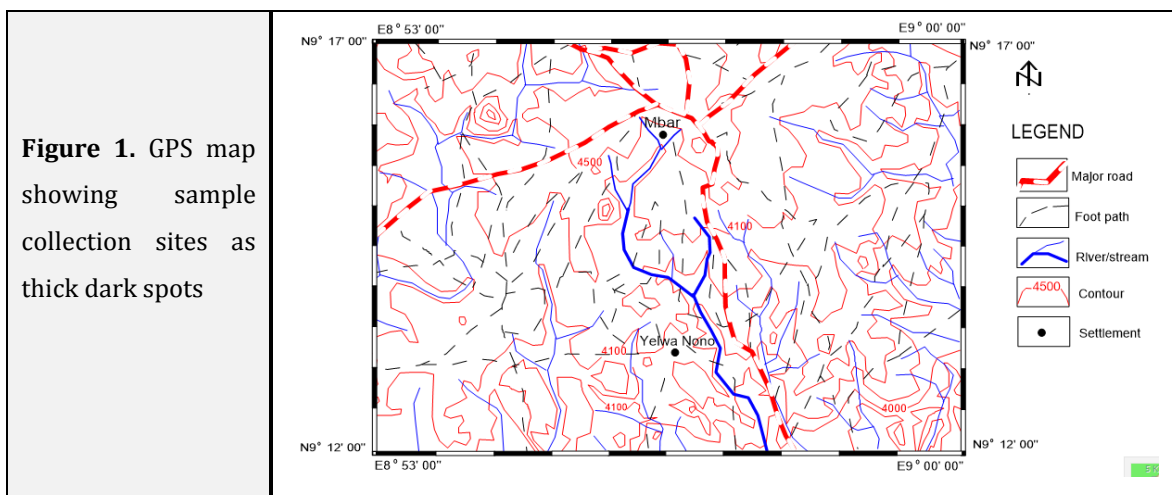 Figure 1. GPS map
showing sample
collection sites as
thick dark spots
E8° 53' 00"
E9° 00' 00"
N9° 17' 00"
N9° 17' 00"
N
Mbar
4500
4100
Yelwa Nono
4100
4100
4000
N9° 12' 00"
N9° 12' 00"
E8° 53' 00"
E9° 00' 00"
LEGEND
Major road
Foot path
River/stream
4500
Contour
Settlement